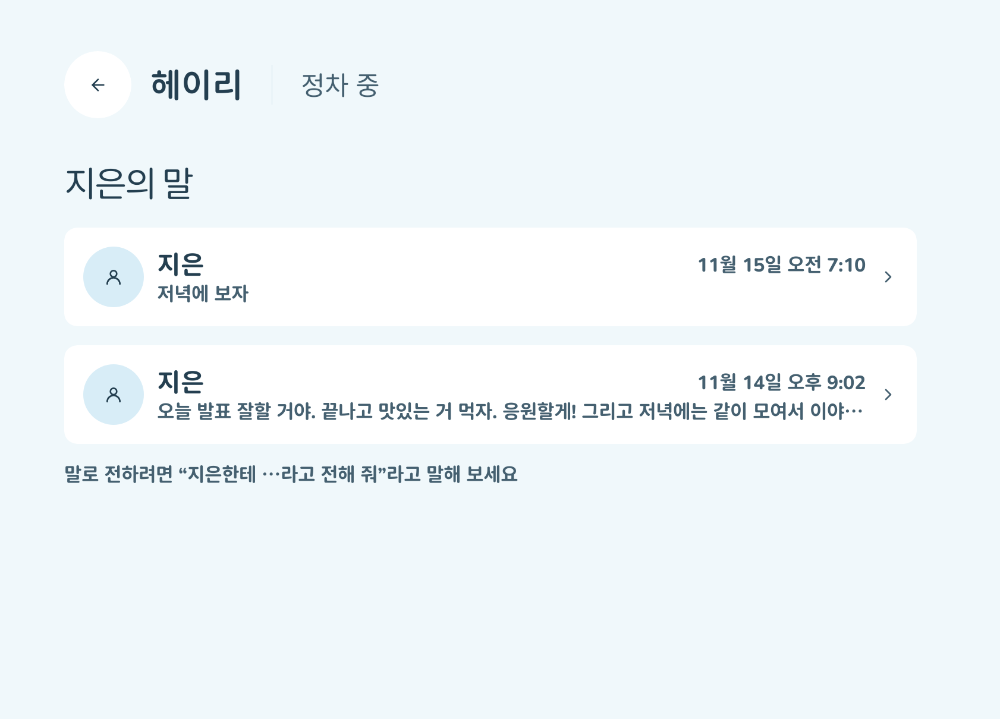 헤이리
정차 중
지은의 말
지은
11월 15일 오전 7:10
저녁에 보자
지은
11월 14일 오후 9:02
오늘 발표 잘할 거야. 끝나고 맛있는 거 먹자. 응원할게! 그리고 저녁에는 같이 모여서 이야…
말로 전하려면 “지은한테 …라고 전해 줘”라고 말해 보세요